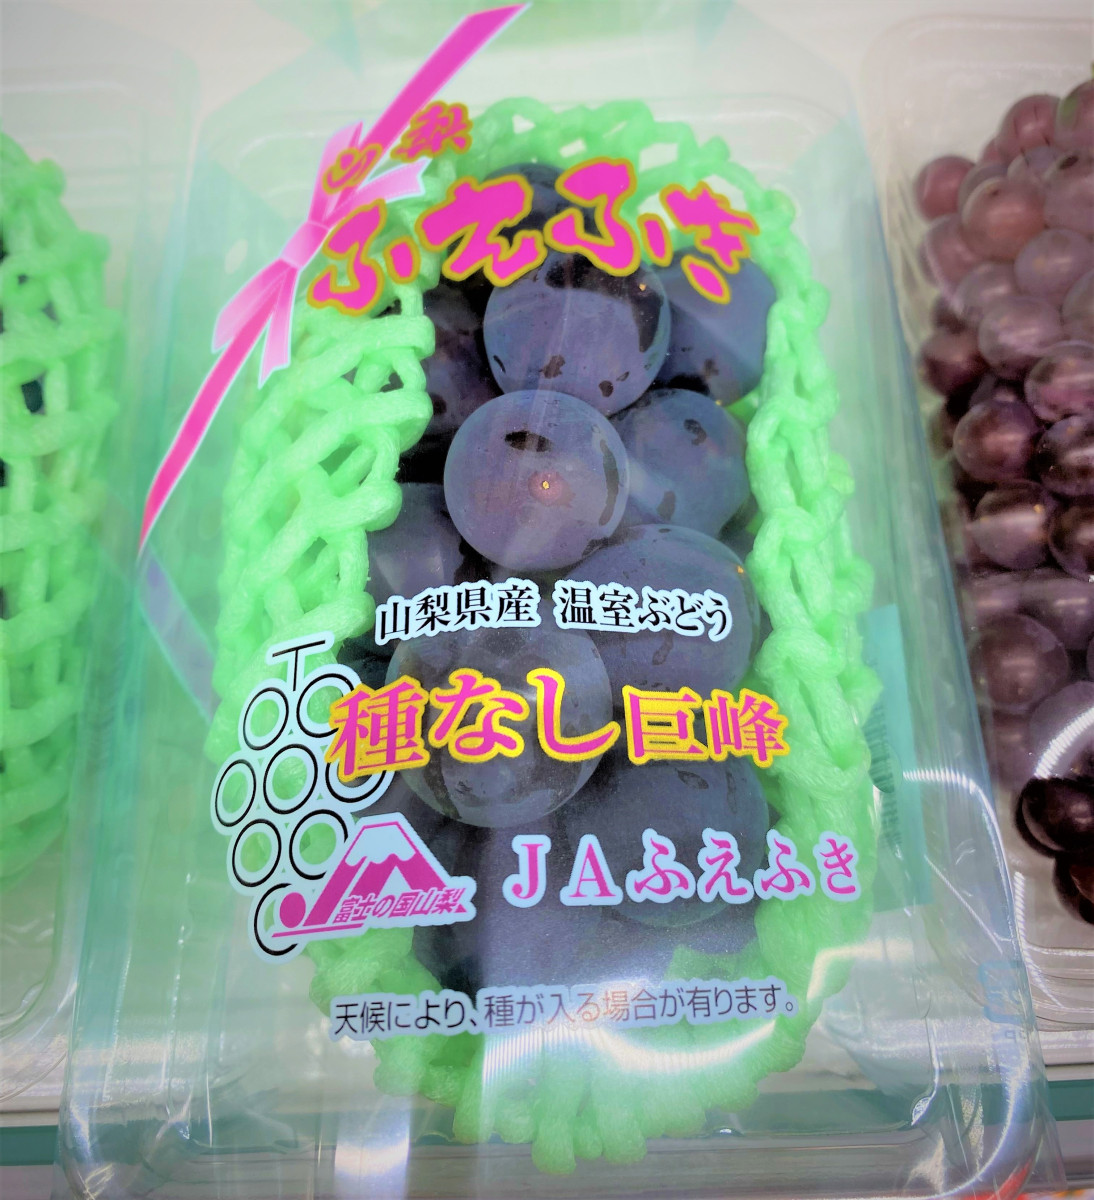 山梨
ふえふき
山梨県産 温室ぶどう
種なし巨峰
JAふえふき
富士の国山梨
天候により、種が入る場合が有ります。